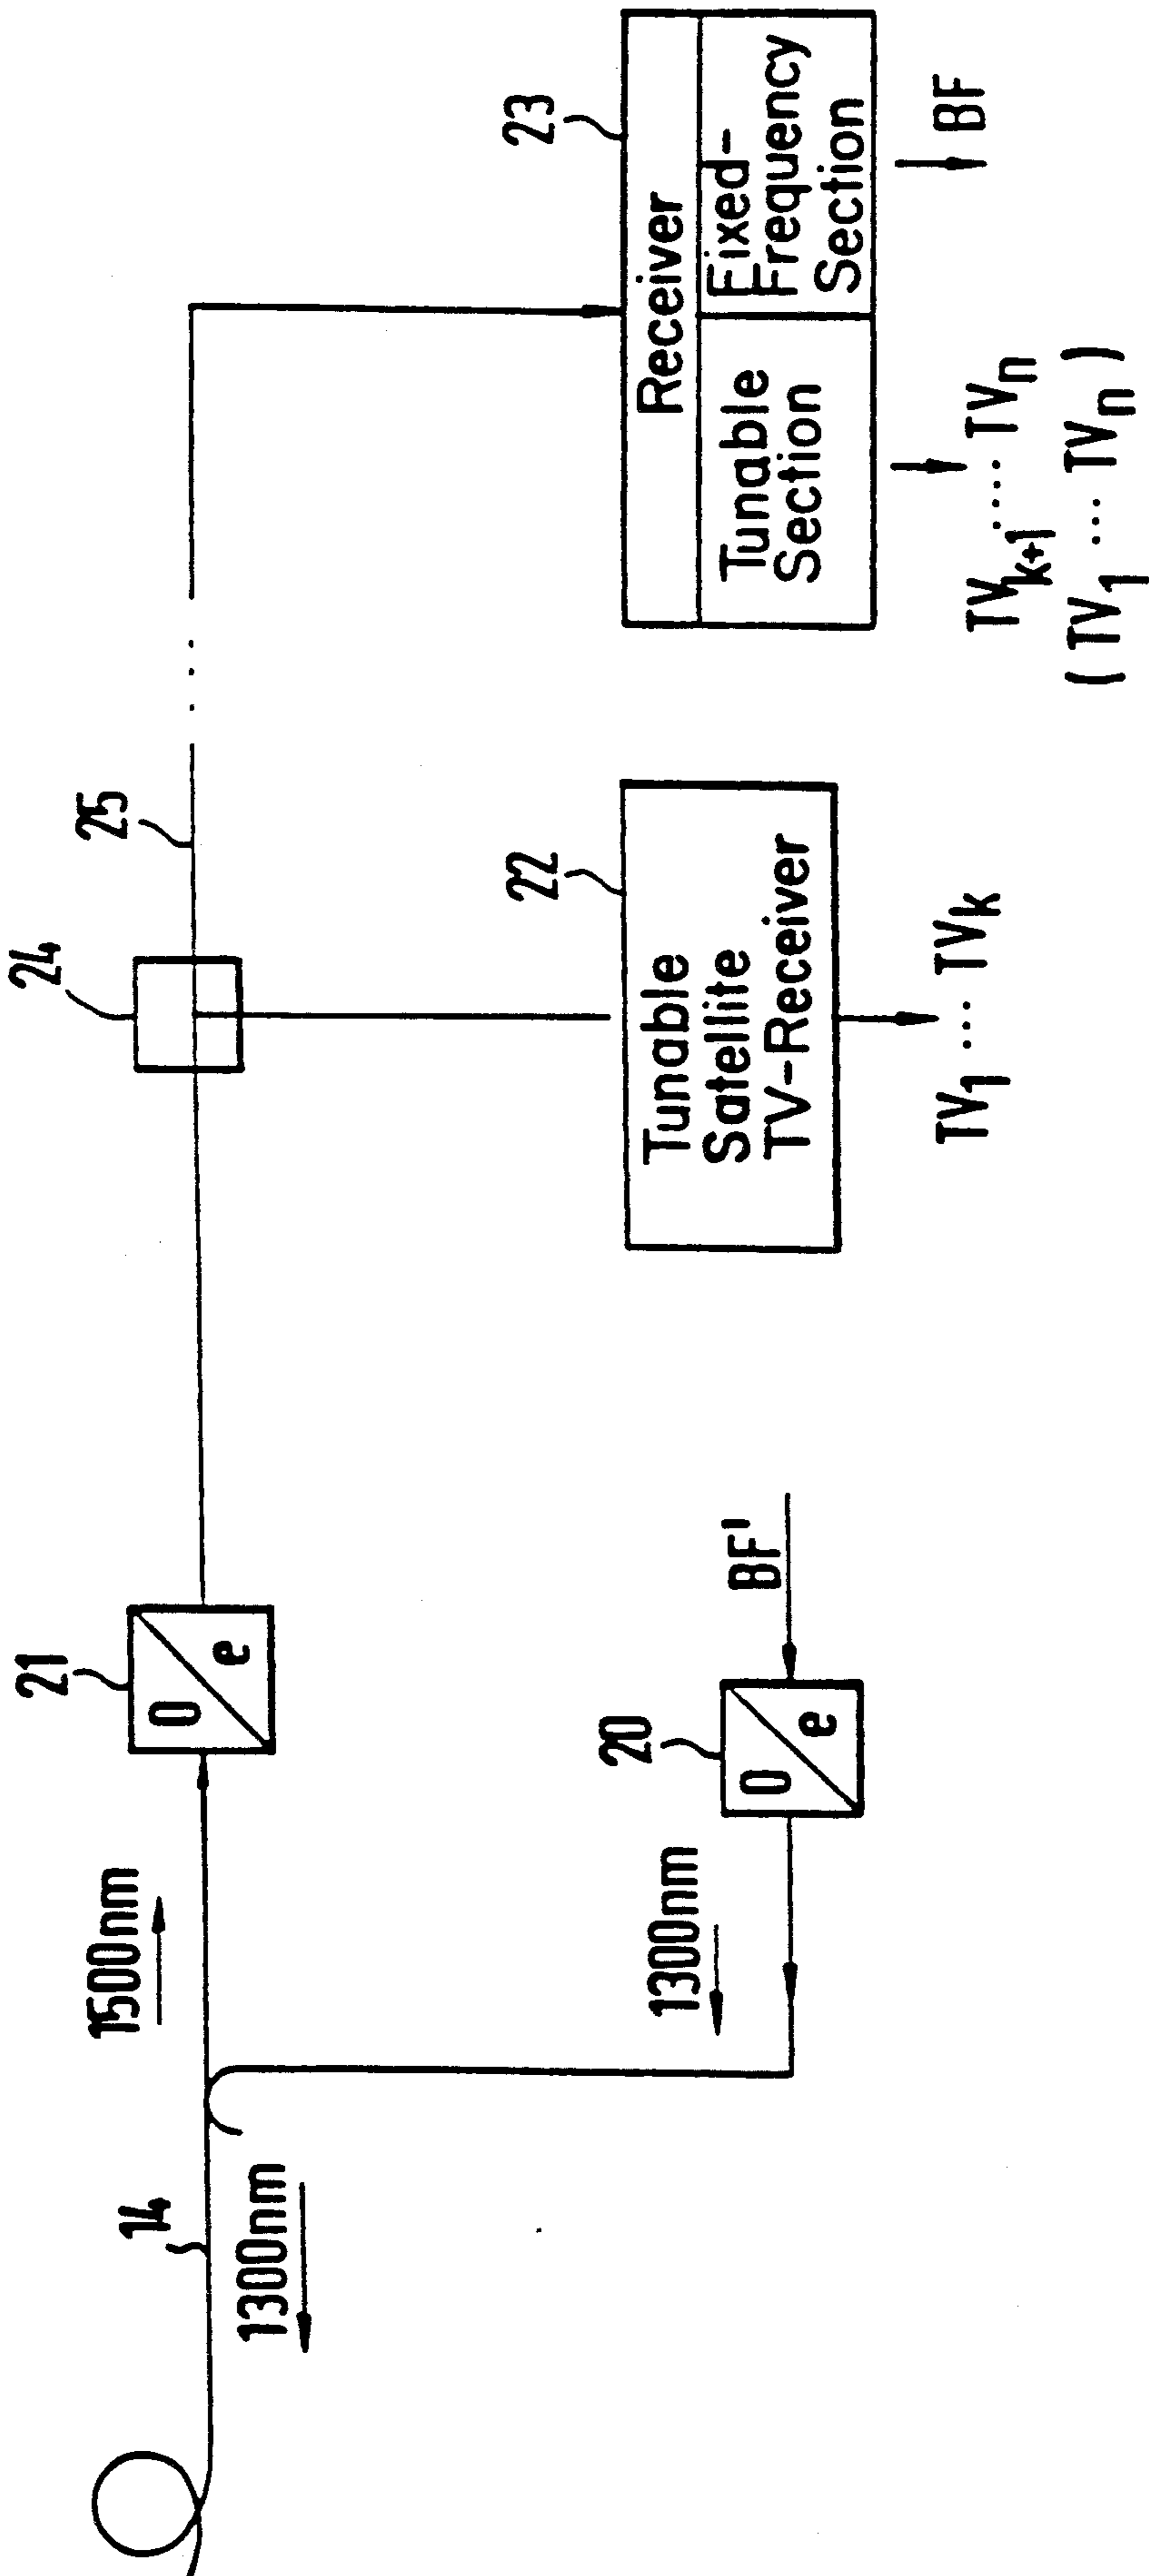 14
1300nm
1500nm
21
0
e
1300nm
20
0
e
BF'
24
25
22
Tunable
Satellite
TV-Receiver
TV1 ... TVk
23
Receiver
Tunable
Section
Fixed-
Frequency
Section
TVk+1 .... TVn
(TV1 ... TVn)
BF